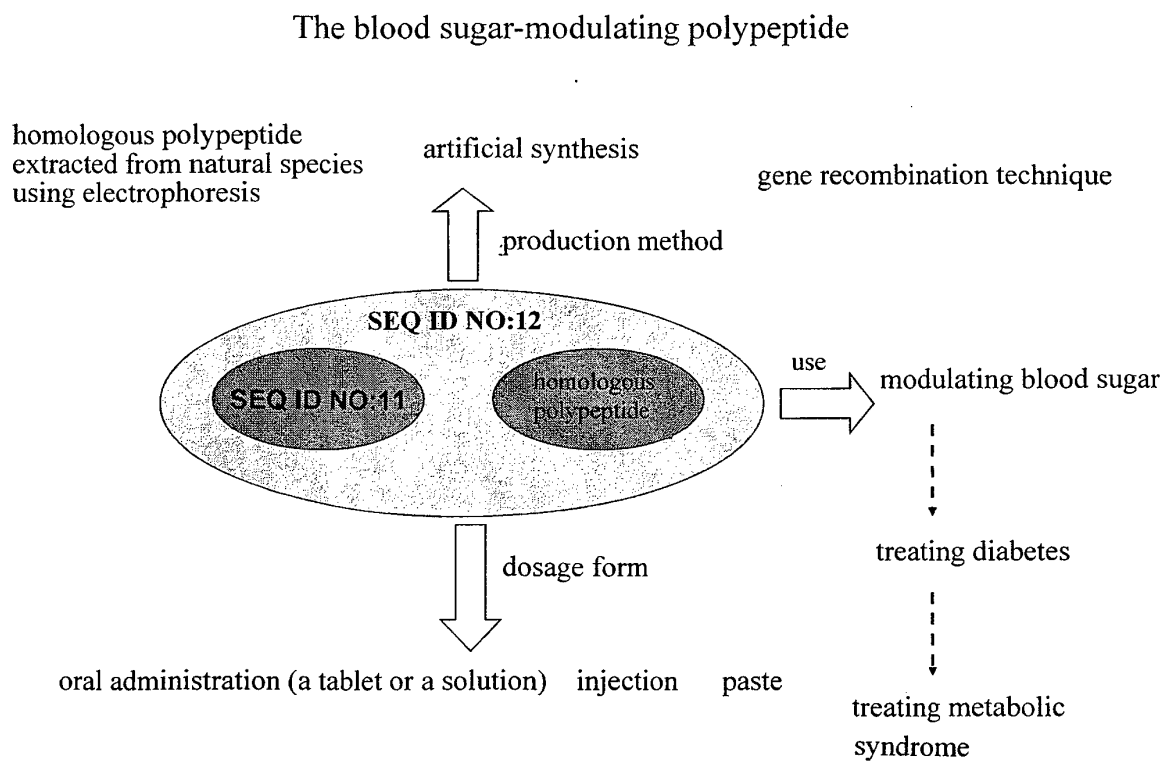 The blood sugar-modulating polypeptide
homologous polypeptide
extracted from natural species
using electrophoresis
artificial synthesis
gene recombination technique
production method
SEQ ID NO:12
SEQ ID NO:11
homologous
polypeptide
use
modulating blood sugar
treating diabetes
dosage form
oral administration (a tablet or a solution) injection paste
treating metabolic
syndrome